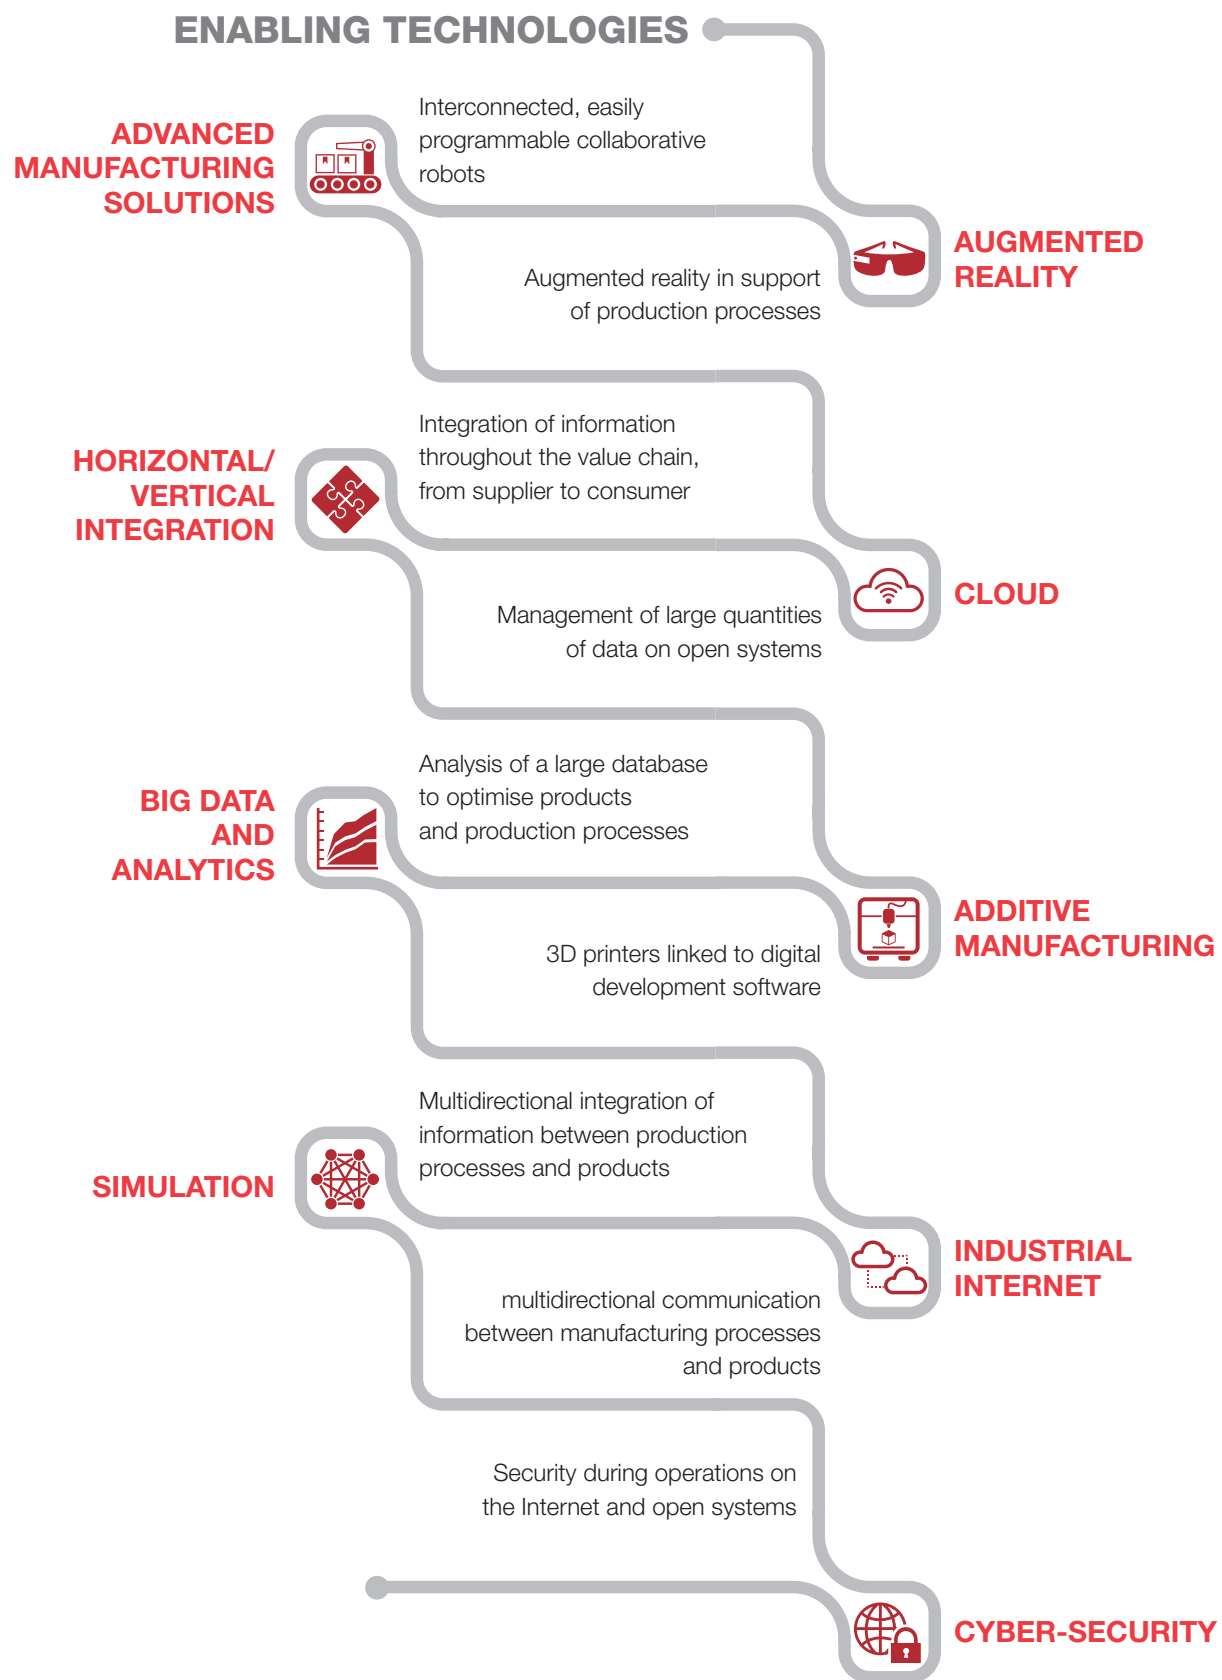 ENABLING TECHNOLOGIES
ADVANCED
MANUFACTURING
SOLUTIONS
Interconnected, easily
programmable collaborative
robots
AUGMENTED
REALITY
Augmented reality in support
of production processes
HORIZONTAL/
VERTICAL
INTEGRATION
Integration of information
throughout the value chain,
from supplier to consumer
CLOUD
Management of large quantities
of data on open systems
BIG DATA
AND
ANALYTICS
Analysis of a large database
to optimise products
and production processes
ADDITIVE
MANUFACTURING
3D printers linked to digital
development software
SIMULATION
Multidirectional integration of
information between production
processes and products
INDUSTRIAL
INTERNET
multidirectional communication
between manufacturing processes
and products
Security during operations on
the Internet and open systems
CYBER-SECURITY